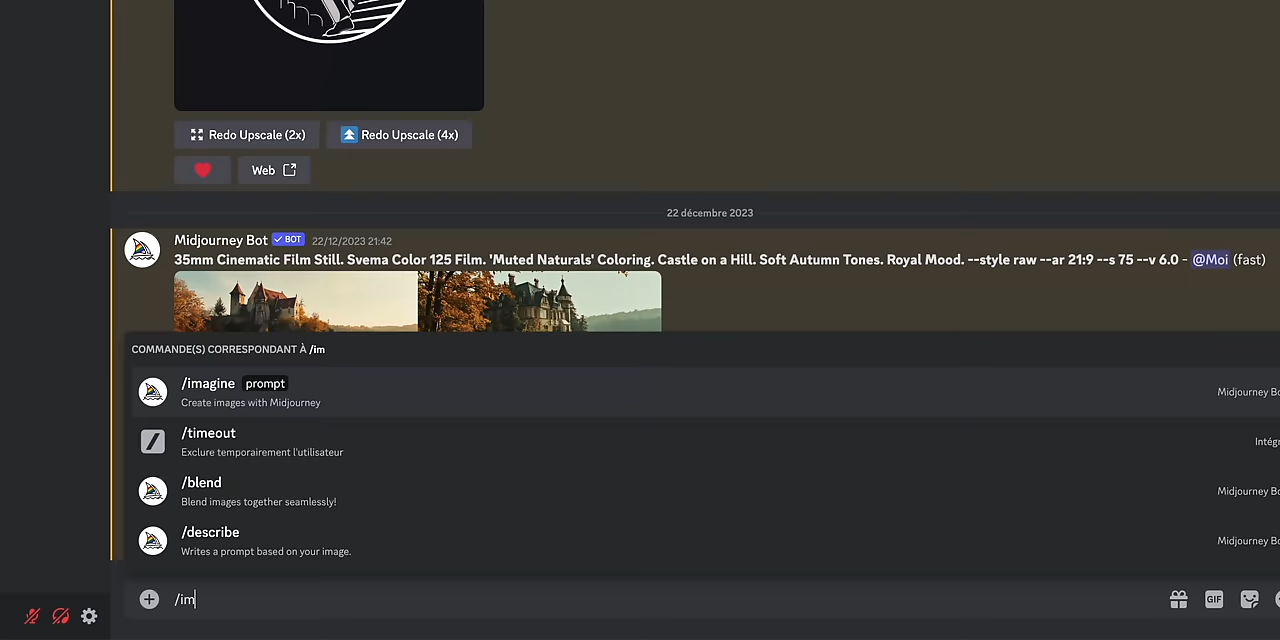 Redo Upscale (2x) Redo Upscale (4x)
Web
22 décembre 2023
Midjourney Bot BOT 22/12/2023 21:42
35mm Cinematic Film Still. Svema Color 125 Film. 'Muted Naturals' Coloring. Castle on a Hill. Soft Autumn Tones. Royal Mood. --style raw --ar 21:9 --s 75 --v 6.0 - @Moi (fast)
COMMANDE(S) CORRESPONDANT À /im
/imagine prompt
Create images with Midjourney
Midjourney Bo
/timeout
Exclure temporairement l'utilisateur
Intégr
/blend
Blend images together seamlessly!
Midjourney Bo
/describe
Writes a prompt based on your image.
Midjourney Bo
/im
GIF